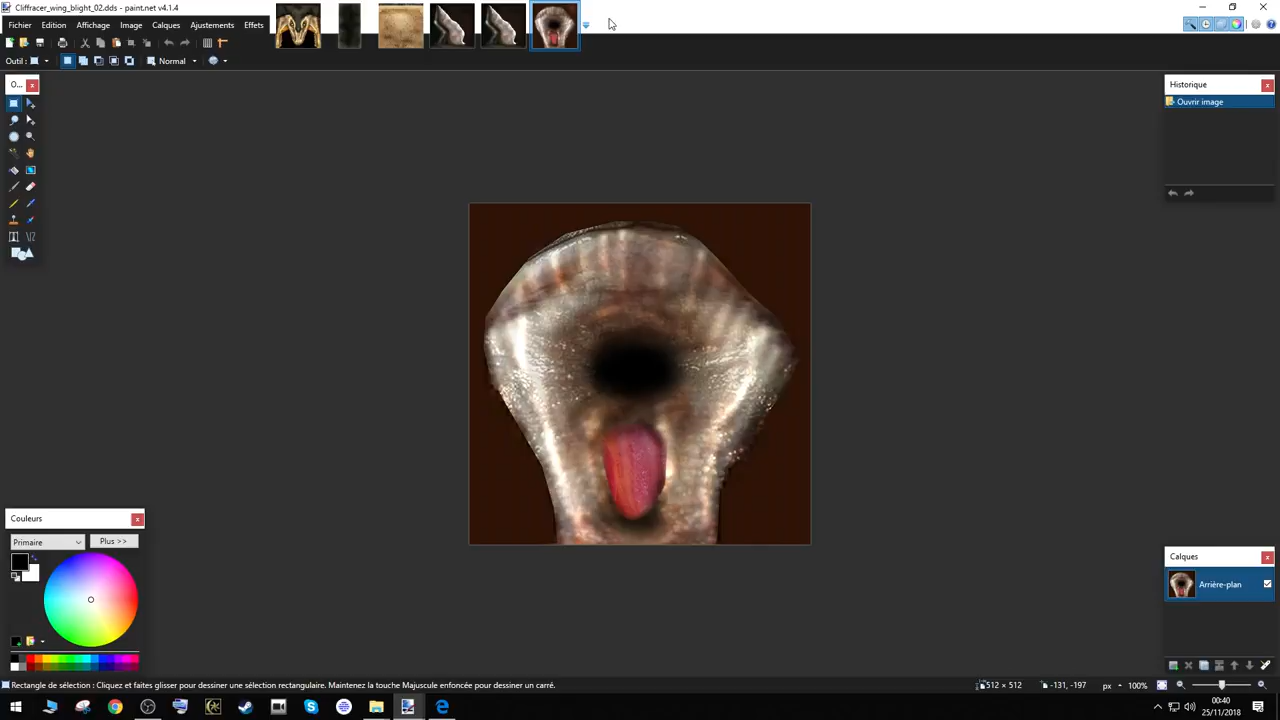 Cliffracer_wing_blight_02.dds - paint.net v4.1.4
Fichier Edition Affichage Image Calques Ajustements Effets
Outil : Normal
O...
Historique
Ouvrir image
Couleurs
Primaire Plus >>
Calques
Arrière-plan
Rectangle de sélection : Cliquez et faites glisser pour dessiner une sélection rectangulaire. Maintenez la touche Majuscule enfoncée pour dessiner un carré.
512 × 512 -131, -197 px 100%
00:40
25/11/2018